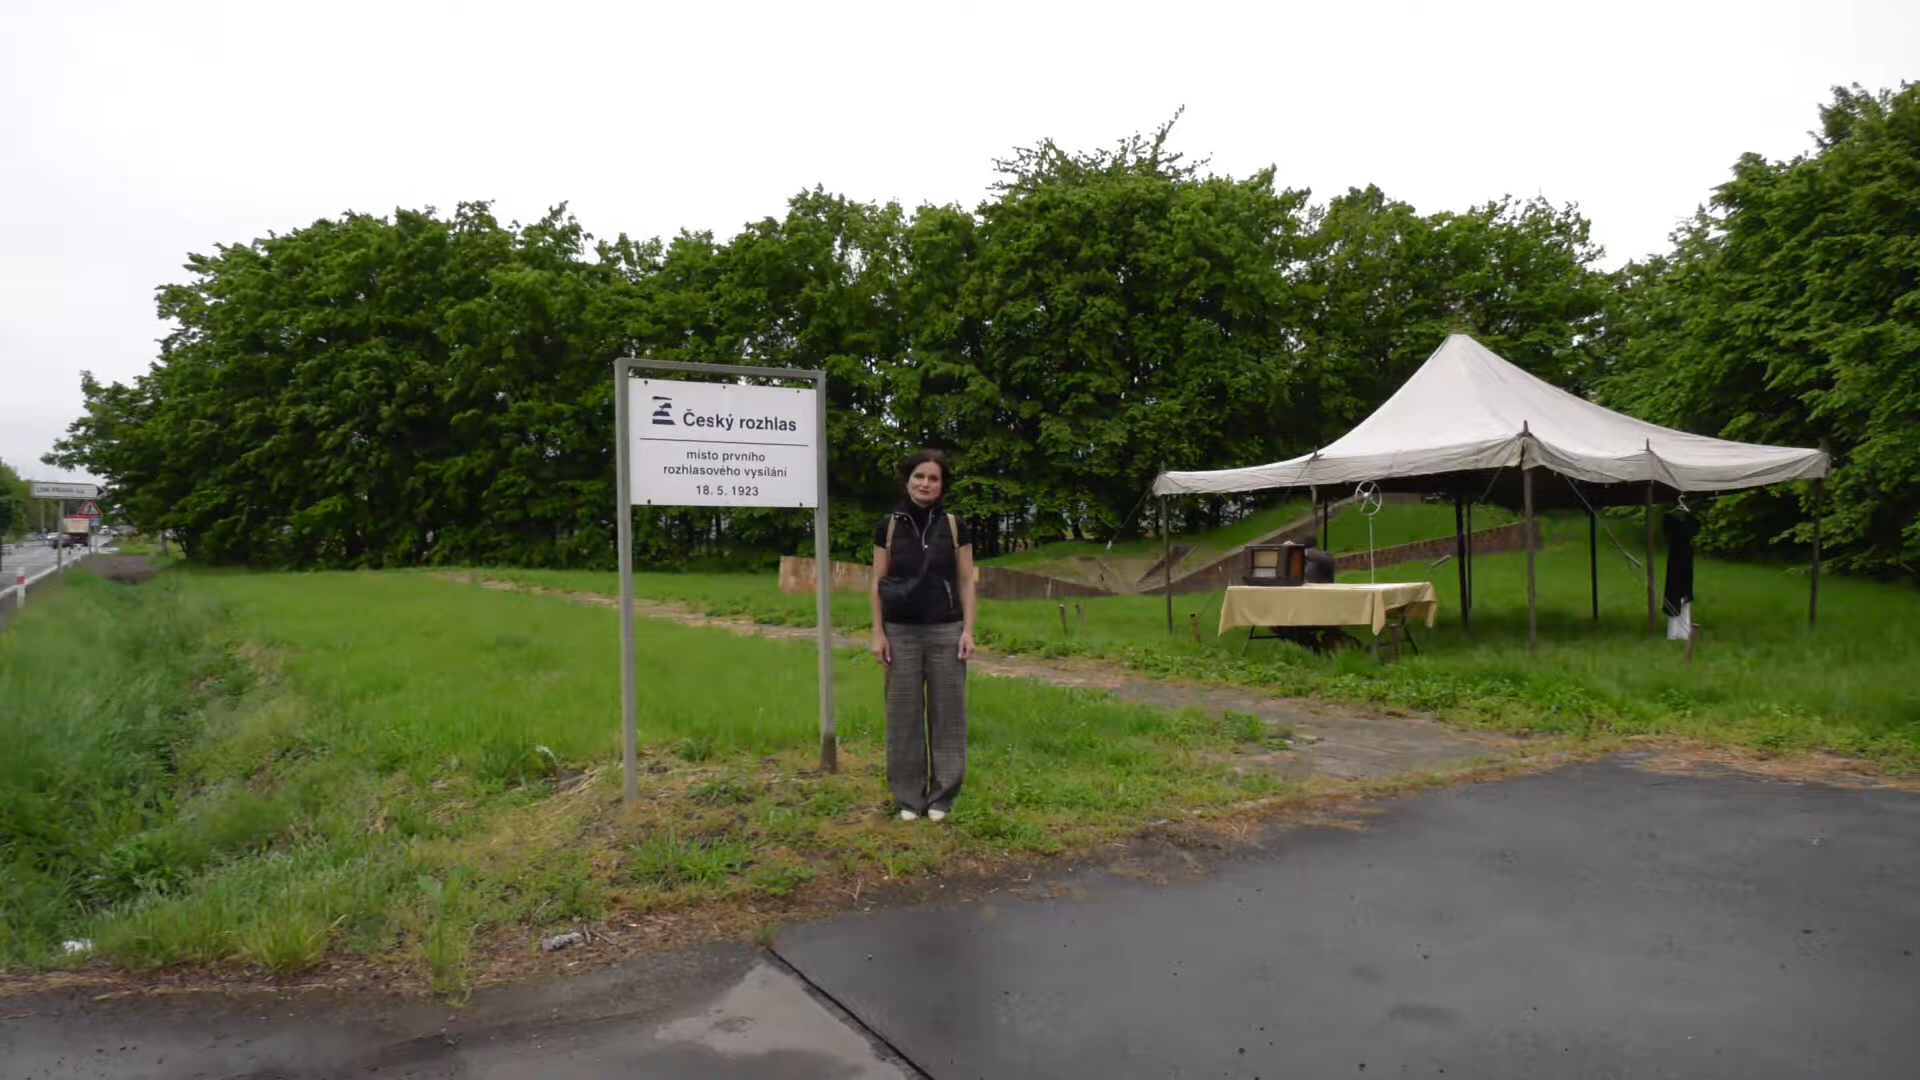 Český rozhlas
místo prvního
rozhlasového vysílání
18. 5. 1923